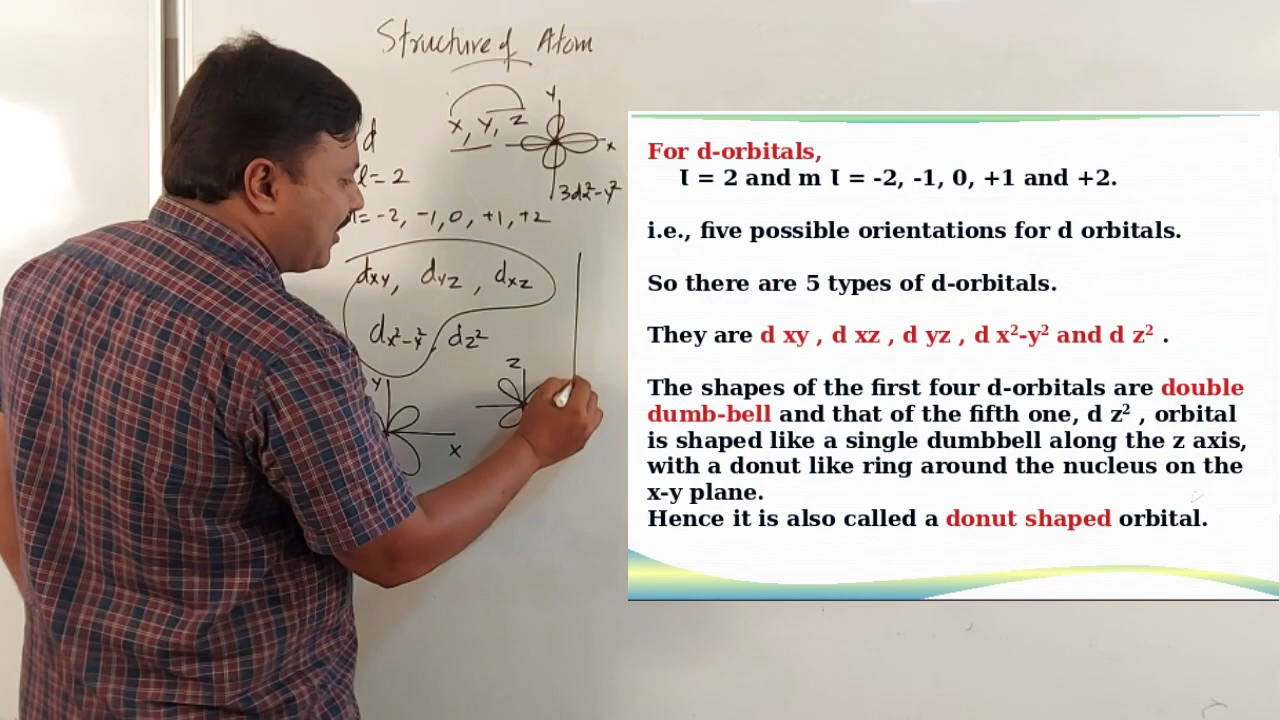 Structure of Atom
d
x, y, z
y
x
l = 2
3dx²-y²
m = -2, -1, 0, +1, +2
dxy, dyz, dxz
dx²-y², dz²
y
z
x
For d-orbitals,
l = 2 and m l = -2, -1, 0, +1 and +2.
i.e., five possible orientations for d orbitals.
So there are 5 types of d-orbitals.
They are d xy , d xz , d yz , d x²-y² and d z² .
The shapes of the first four d-orbitals are double
dumb-bell and that of the fifth one, d z² , orbital
is shaped like a single dumbbell along the z axis,
with a donut like ring around the nucleus on the
x-y plane.
Hence it is also called a donut shaped orbital.